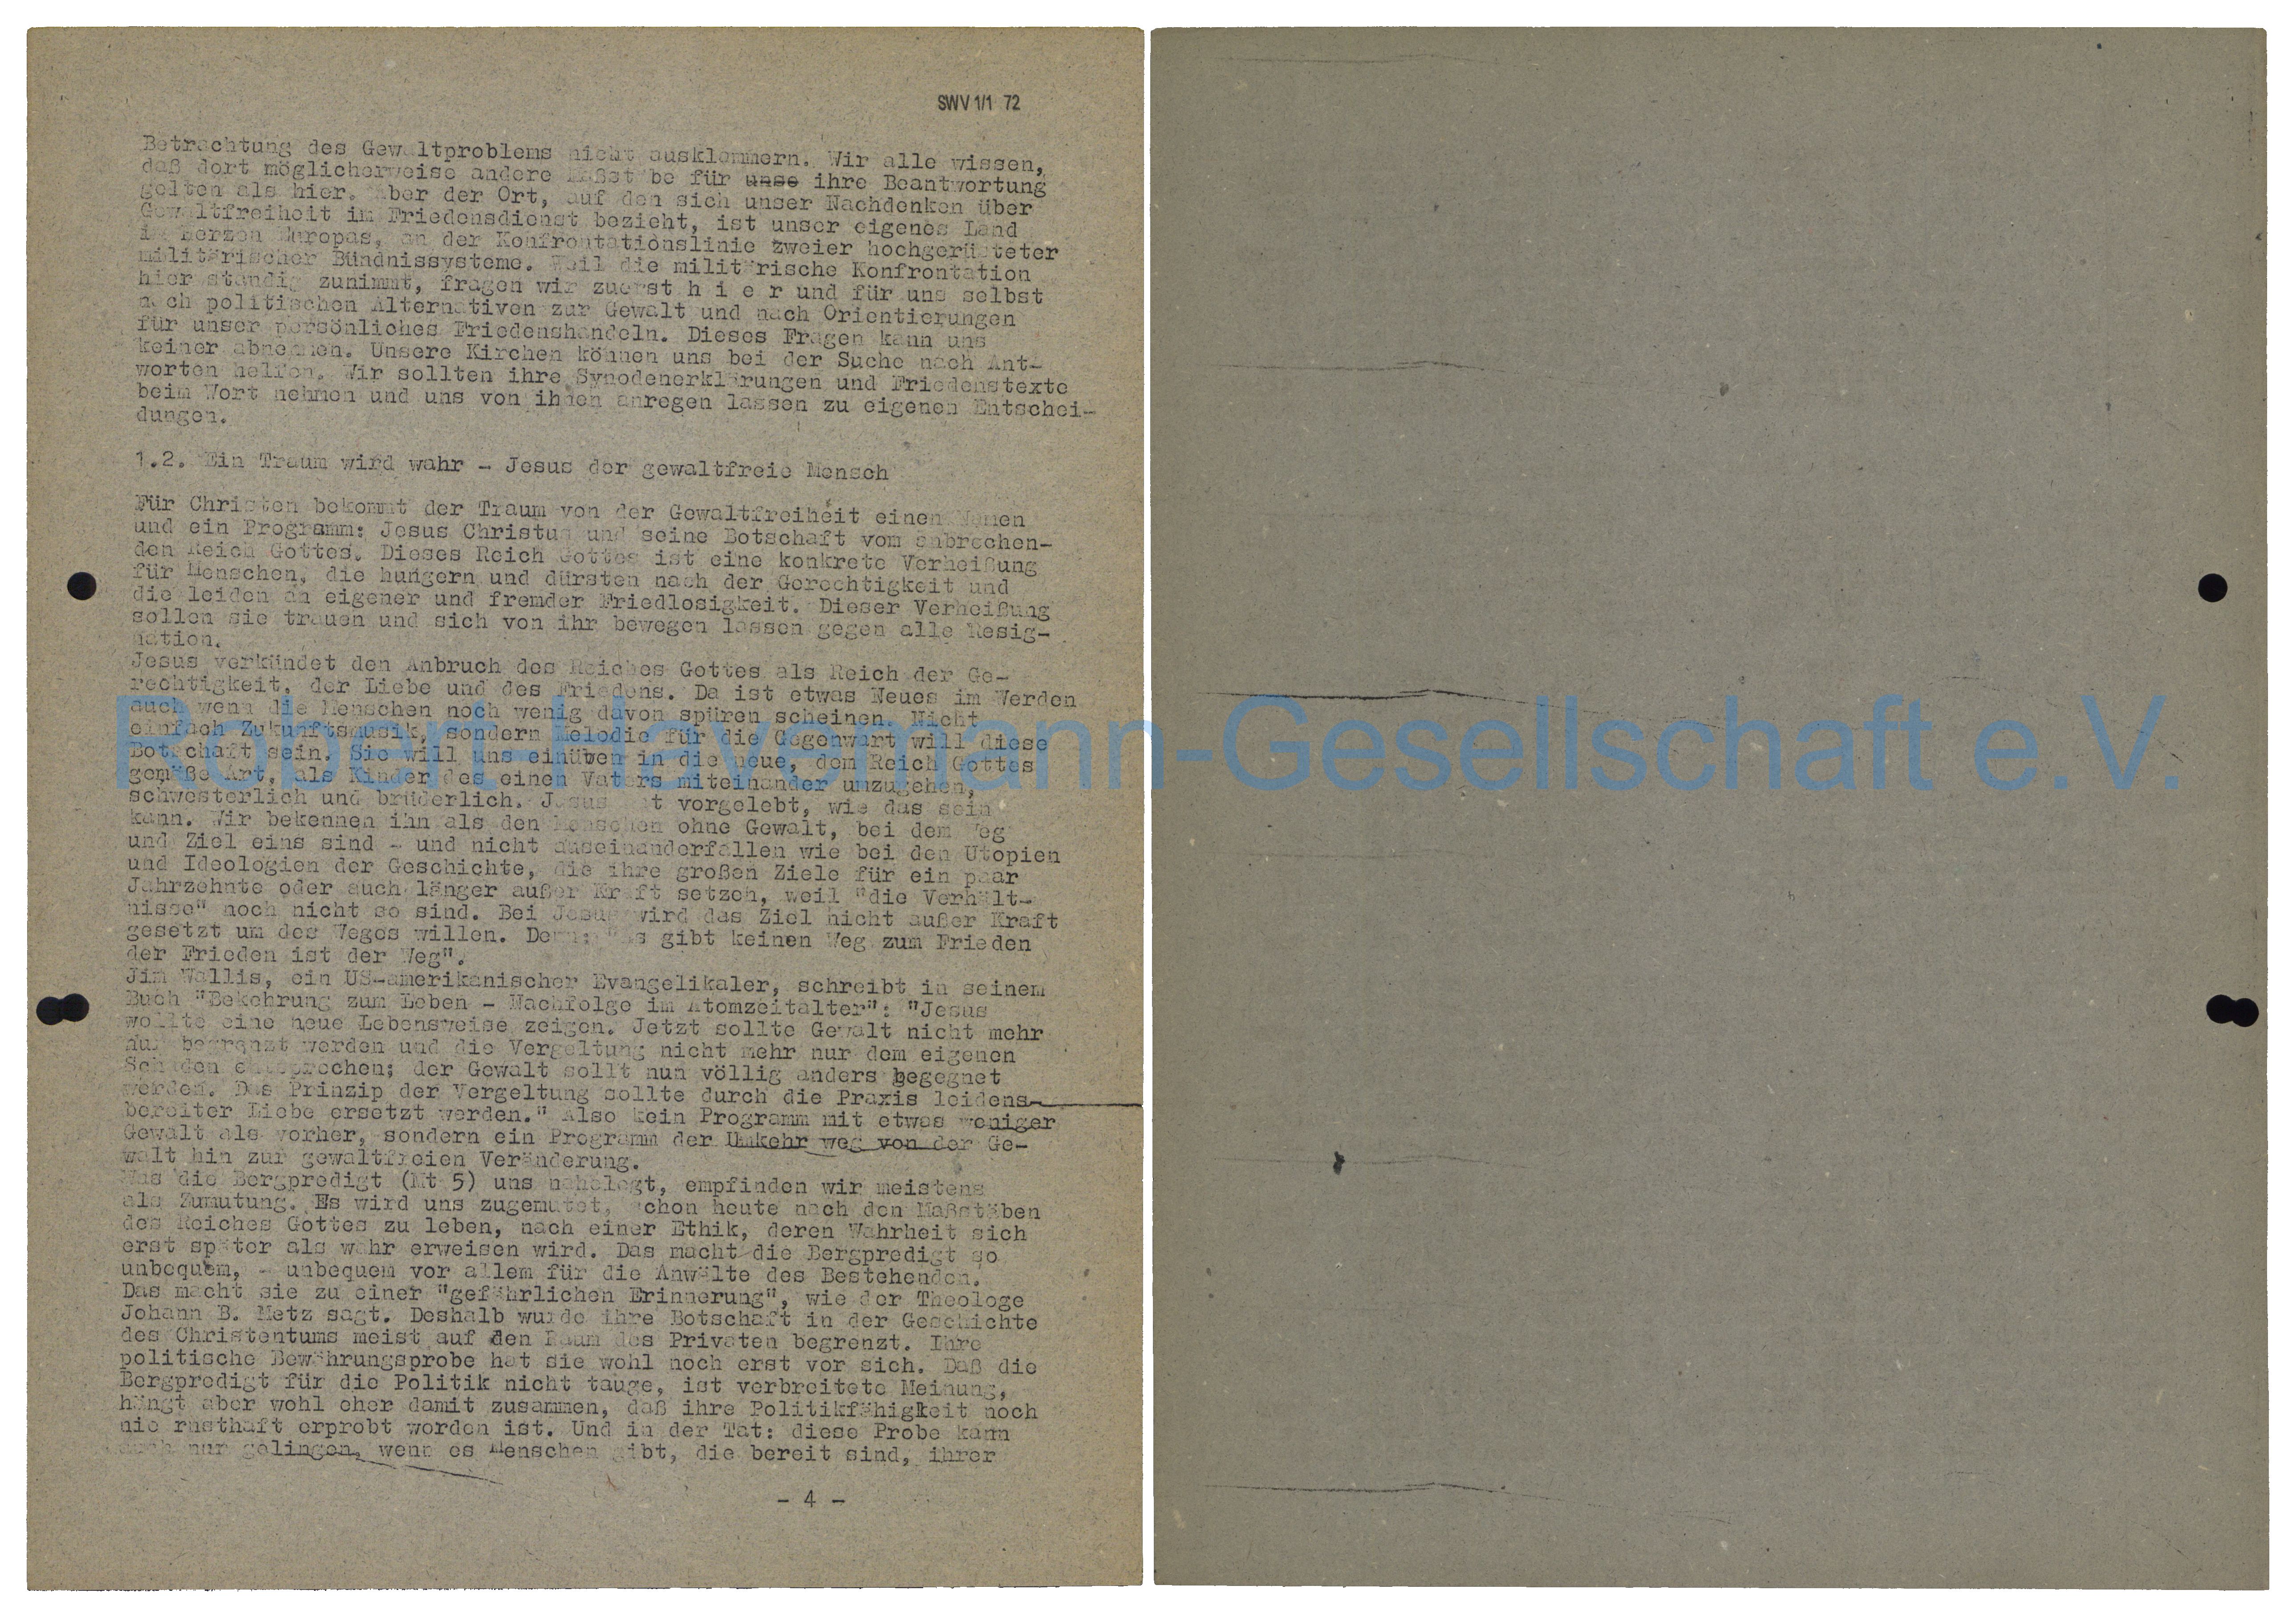 SWV 1/1 72
Betrachtung des Gewaltproblems nicht ausklammern. Wir alle wissen,
daß dort möglicherweise andere Maßstäbe für unse ihre Beantwortung
gelten als hier. Aber der Ort, auf den sich unser Nachdenken über
Gewaltfreiheit im Friedensdienst bezieht, ist unser eigenes Land
im Herzen Europas, an der Konfrontationslinie zweier hochgerüsteter
militärischer Bündnissysteme. Weil die militärische Konfrontation
hier ständig zunimmt, fragen wir zuerst h i e r und für uns selbst
nach politischen Alternativen zur Gewalt und nach Orientierungen
für unser persönliches Friedenshandeln. Dieses Fragen kann uns
keiner abnehmen. Unsere Kirchen können uns bei der Suche nach Ant-
worten helfen. Wir sollten ihre Synodenerklärungen und Friedenstexte
beim Wort nehmen und uns von ihnen anregen lassen zu eigenen Entschei-
dungen.
1.2. Ein Traum wird wahr - Jesus der gewaltfreie Mensch
Für Christen bekommt der Traum von der Gewaltfreiheit einen Namen
und ein Programm: Jesus Christus und seine Botschaft vom anbrechen-
den Reich Gottes. Dieses Reich Gottes ist eine konkrete Verheißung
für Menschen, die hungern und dürsten nach der Gerechtigkeit und
die leiden an eigener und fremder Friedlosigkeit. Dieser Verheißung
sollen sie trauen und sich von ihr bewegen lassen gegen alle Resig-
nation.
Jesus verkündet den Anbruch des Reiches Gottes als Reich der Ge-
rechtigkeit, der Liebe und des Friedens. Da ist etwas Neues im Werden
auch wenn die Menschen noch wenig davon spüren scheinen. Nicht
einfach Zukunftsmusik, sondern Melodie für die Gegenwart will diese
Botschaft sein. Sie will uns einüben in die neue, dem Reich Gottes
gemäße Art, als Kinder des einen Vaters miteinander umzugehen,
schwesterlich und brüderlich. Jesus hat vorgelebt, wie das sein
kann. Wir bekennen ihn als den Menschen ohne Gewalt, bei dem Weg
und Ziel eins sind - und nicht auseinanderfallen wie bei den Utopien
und Ideologien der Geschichte, die ihre großen Ziele für ein paar
Jahrzehnte oder auch länger außer Kraft setzen, weil "die Verhält-
nisse" noch nicht so sind. Bei Jesus wird das Ziel nicht außer Kraft
gesetzt um des Weges willen. Denn: "Es gibt keinen Weg zum Frieden
der Frieden ist der Weg".
Jim Wallis, ein US-amerikanischer Evangelikaler, schreibt in seinem
Buch "Bekehrung zum Leben - Nachfolge im Atomzeitalter": "Jesus
wollte eine neue Lebensweise zeigen. Jetzt sollte Gewalt nicht mehr
nur begrenzt werden und die Vergeltung nicht mehr nur dem eigenen
Schaden entsprechen; der Gewalt sollt nun völlig anders begegnet
werden. Das Prinzip der Vergeltung sollte durch die Praxis leidens-
bereiter Liebe ersetzt werden." Also kein Programm mit etwas weniger
Gewalt als vorher, sondern ein Programm der Umkehr weg von der Ge-
walt hin zur gewaltfreien Veränderung.
Was die Bergpredigt (Mt 5) uns nahelegt, empfinden wir meistens
als Zumutung. Es wird uns zugemutet, schon heute nach den Maßstäben
des Reiches Gottes zu leben, nach einer Ethik, deren Wahrheit sich
erst später als wahr erweisen wird. Das macht die Bergpredigt so
unbequem, - unbequem vor allem für die Anwälte des Bestehenden.
Das macht sie zu einer "gefährlichen Erinnerung", wie der Theologe
Johann B. Metz sagt. Deshalb wurde ihre Botschaft in der Geschichte
des Christentums meist auf den Raum des Privaten begrenzt. Ihre
politische Bewährungsprobe hat sie wohl noch erst vor sich. Daß die
Bergpredigt für die Politik nicht tauge, ist verbreitete Meinung,
hängt aber wohl eher damit zusammen, daß ihre Politikfähigkeit noch
nie rnsthaft erprobt worden ist. Und in der Tat: diese Probe kann
auch nur gelingen, wenn es Menschen gibt, die bereit sind, ihrer
- 4 -
Robert-Havemann-Gesellschaft e.V.